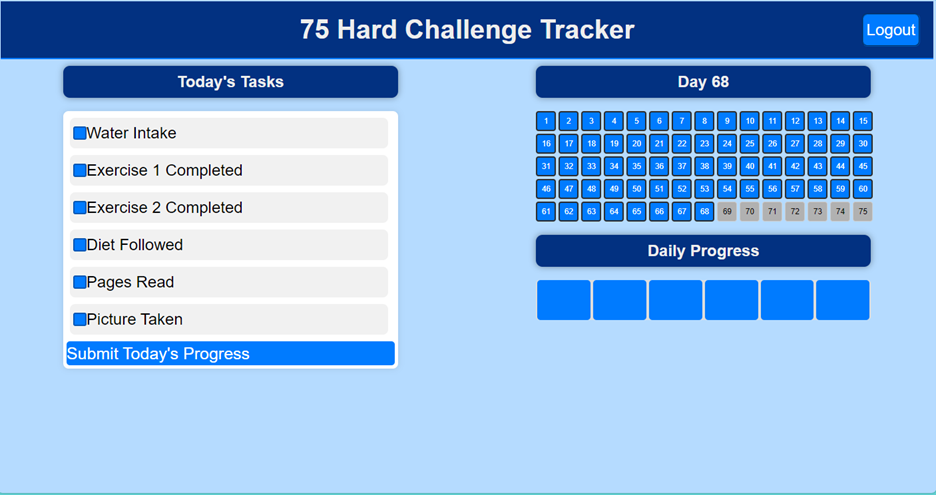 75 Hard Challenge Tracker
Logout
Today's Tasks
Water Intake
Exercise 1 Completed
Exercise 2 Completed
Diet Followed
Pages Read
Picture Taken
Submit Today's Progress
Day 68
1 2 3 4 5 6 7 8 9 10 11 12 13 14 15
16 17 18 19 20 21 22 23 24 25 26 27 28 29 30
31 32 33 34 35 36 37 38 39 40 41 42 43 44 45
46 47 48 49 50 51 52 53 54 55 56 57 58 59 60
61 62 63 64 65 66 67 68 69 70 71 72 73 74 75
Daily Progress